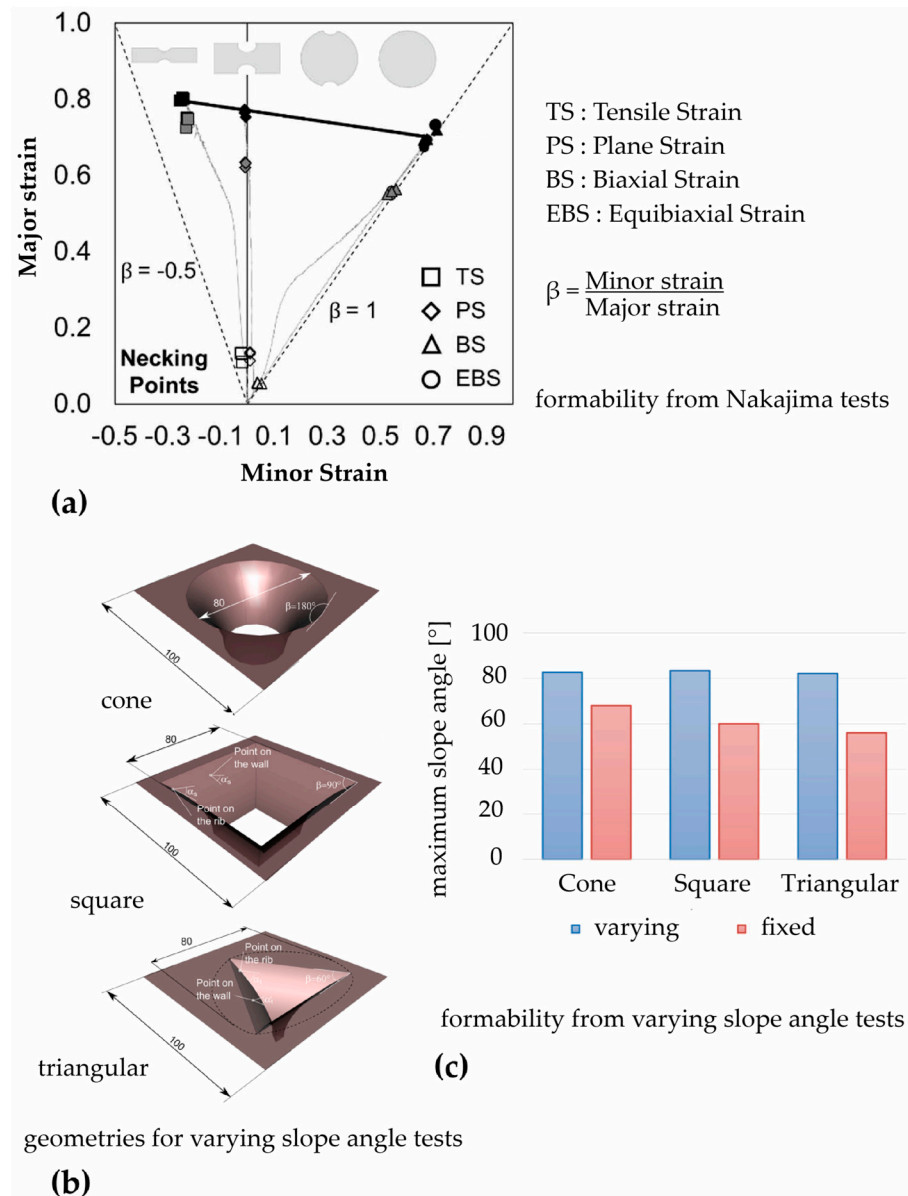 1.0
0.8
0.6
0.4
0.2
0.0
Major strain
β = -0.5
β = 1
TS
PS
BS
EBS
Necking
Points
-0.5 -0.3 -0.1 0.1 0.3 0.5 0.7 0.9
Minor Strain
(a)
TS : Tensile Strain
PS : Plane Strain
BS : Biaxial Strain
EBS : Equibiaxial Strain
β = Minor strain
Major strain
formability from Nakajima tests
80
β=180°
100
cone
80
Point on
the wall
β=90°
Point on
the rib
100
square
80
Point on
the rib
Point on
the wall
β=60°
100
triangular
geometries for varying slope angle tests
(b)
maximum slope angle [°]
100
80
60
40
20
0
Cone Square Triangular
varying fixed
formability from varying slope angle tests
(c)